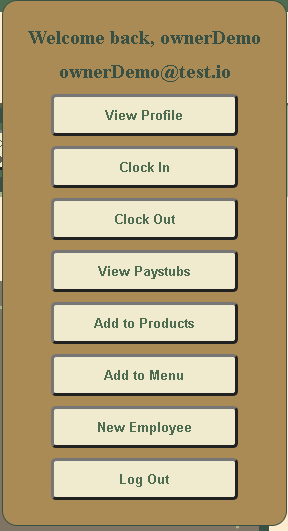 Welcome back, ownerDemo
ownerDemo@test.io
View Profile
Clock In
Clock Out
View Paystubs
Add to Products
Add to Menu
New Employee
Log Out